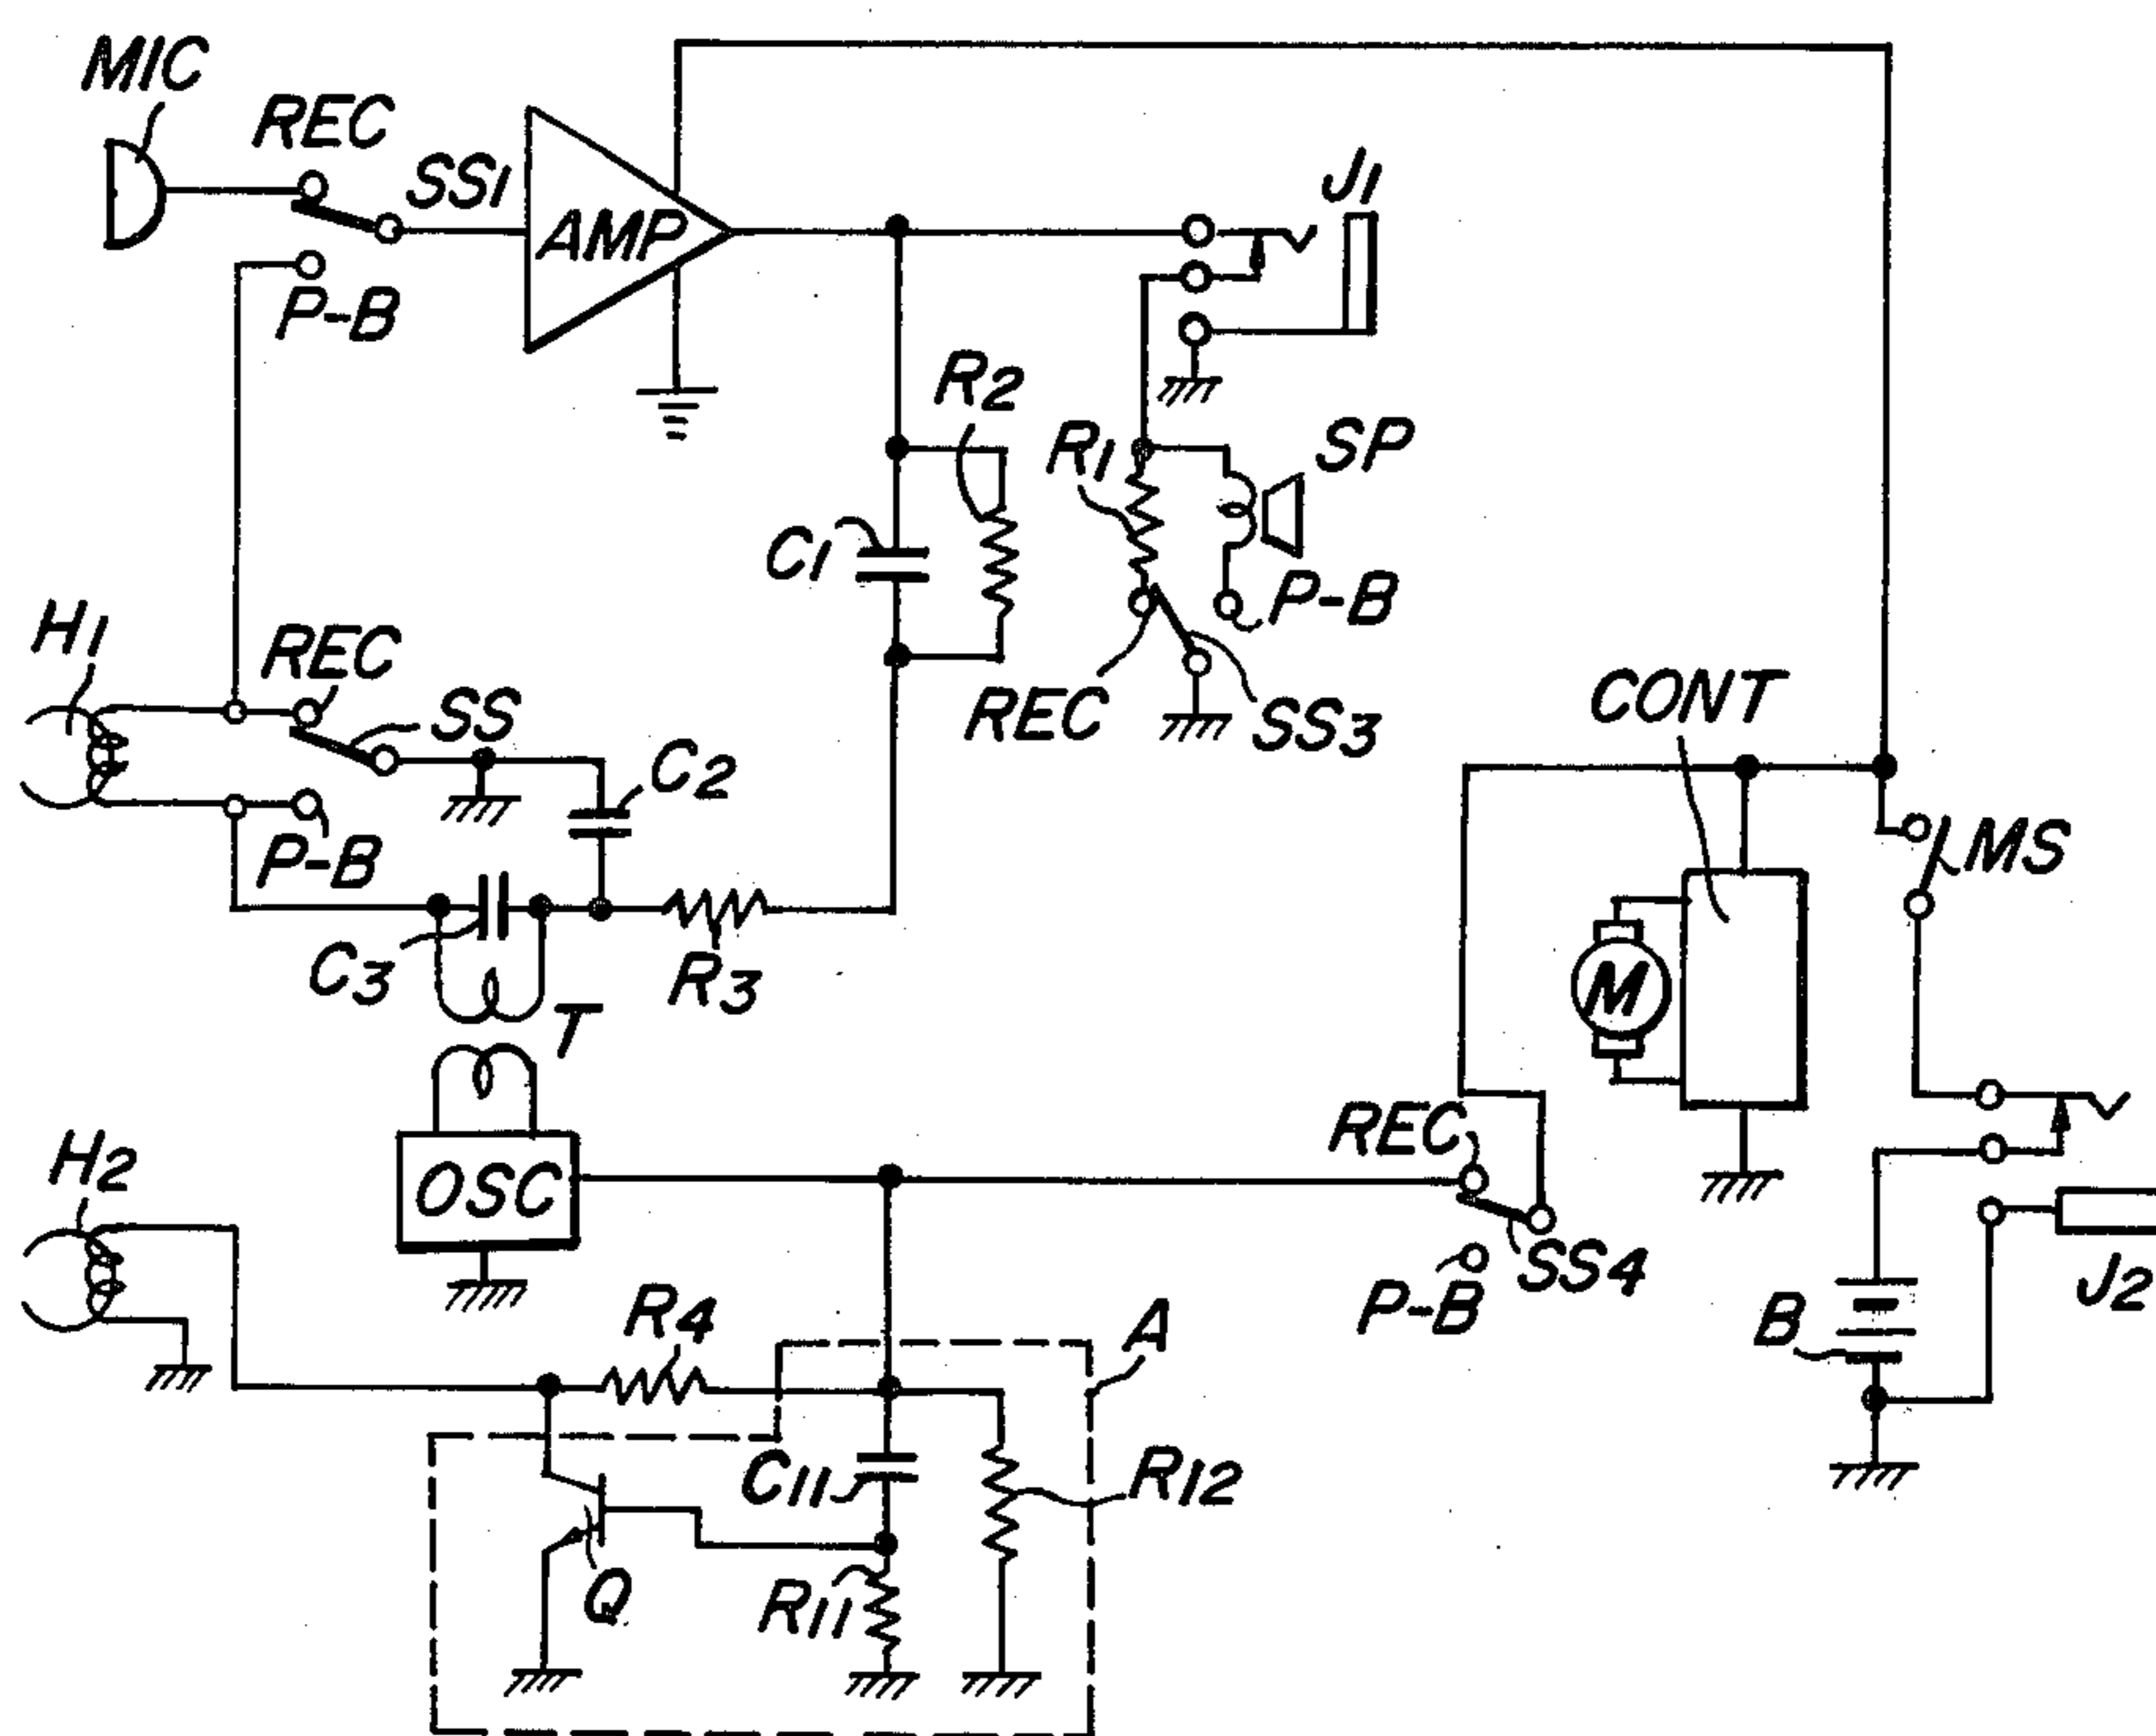 MIC
REC
SS1
AMP
J1
P-B
R2
R1
SP
C1
P-B
H1
REC
SS
REC
SS3
CONT
C2
P-B
LMS
C3
R3
M
T
H2
OSC
REC
SS4
P-B
J2
R4
A
B
C11
R12
Q
R11